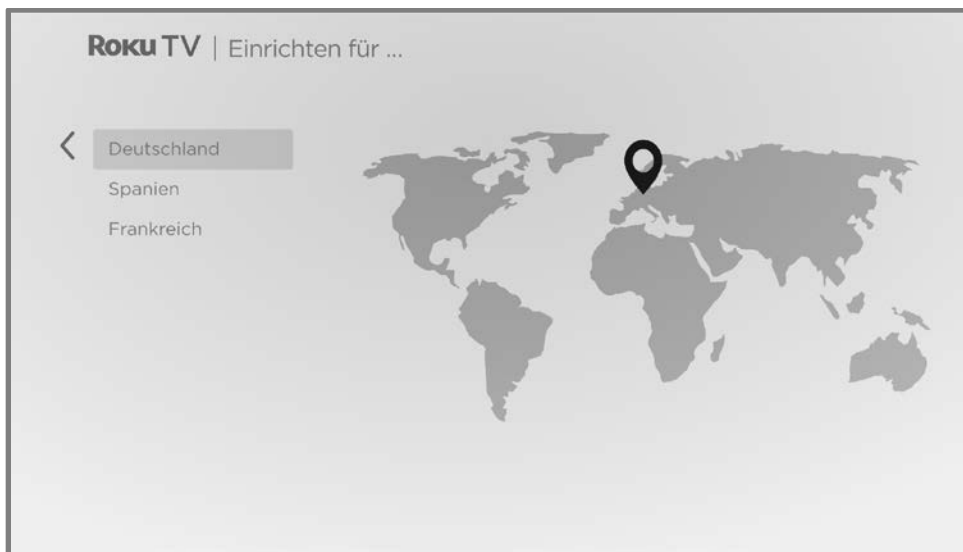 Roku TV | Einrichten für ...
Deutschland
Spanien
Frankreich